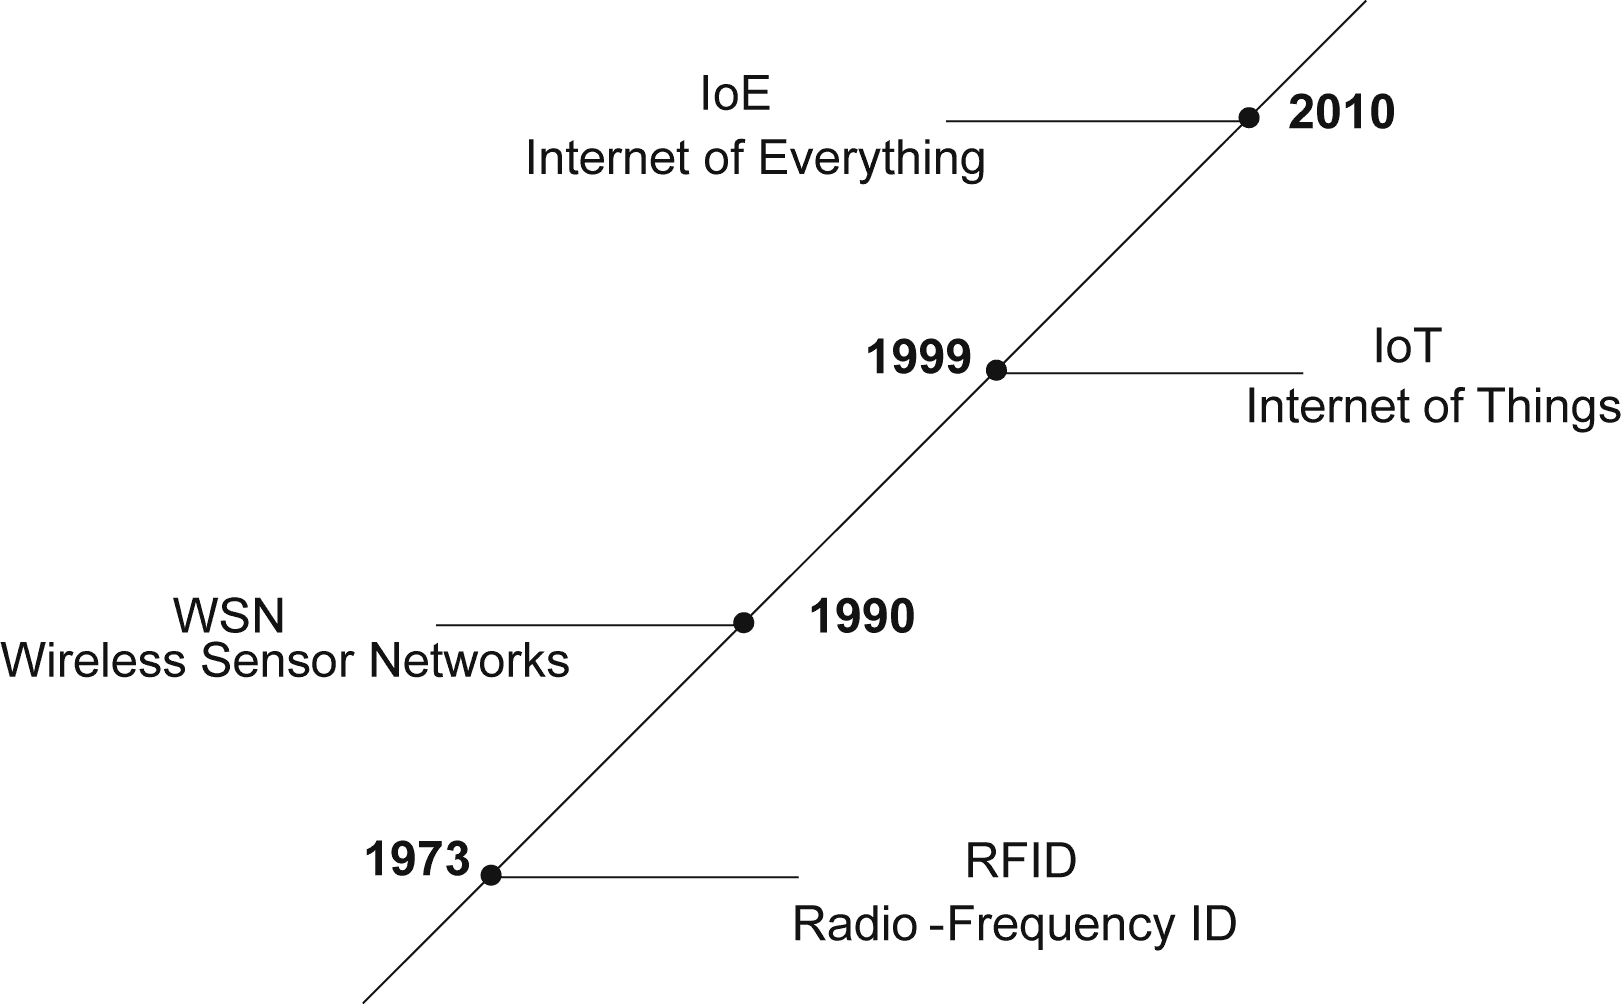 IoE
Internet of Everything
2010
1999
IoT
Internet of Things
WSN
Wireless Sensor Networks
1990
1973
RFID
Radio -Frequency ID